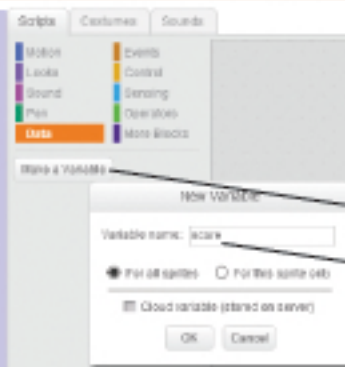 Scripts Costumes Sounds
Motion Events
Looks Control
Sound Sensing
Pen Operators
Data More Blocks
Make a Variable
New Variable
Variable name: score
For all sprites For this sprite only
Cloud variable (stored on server)
OK Cancel